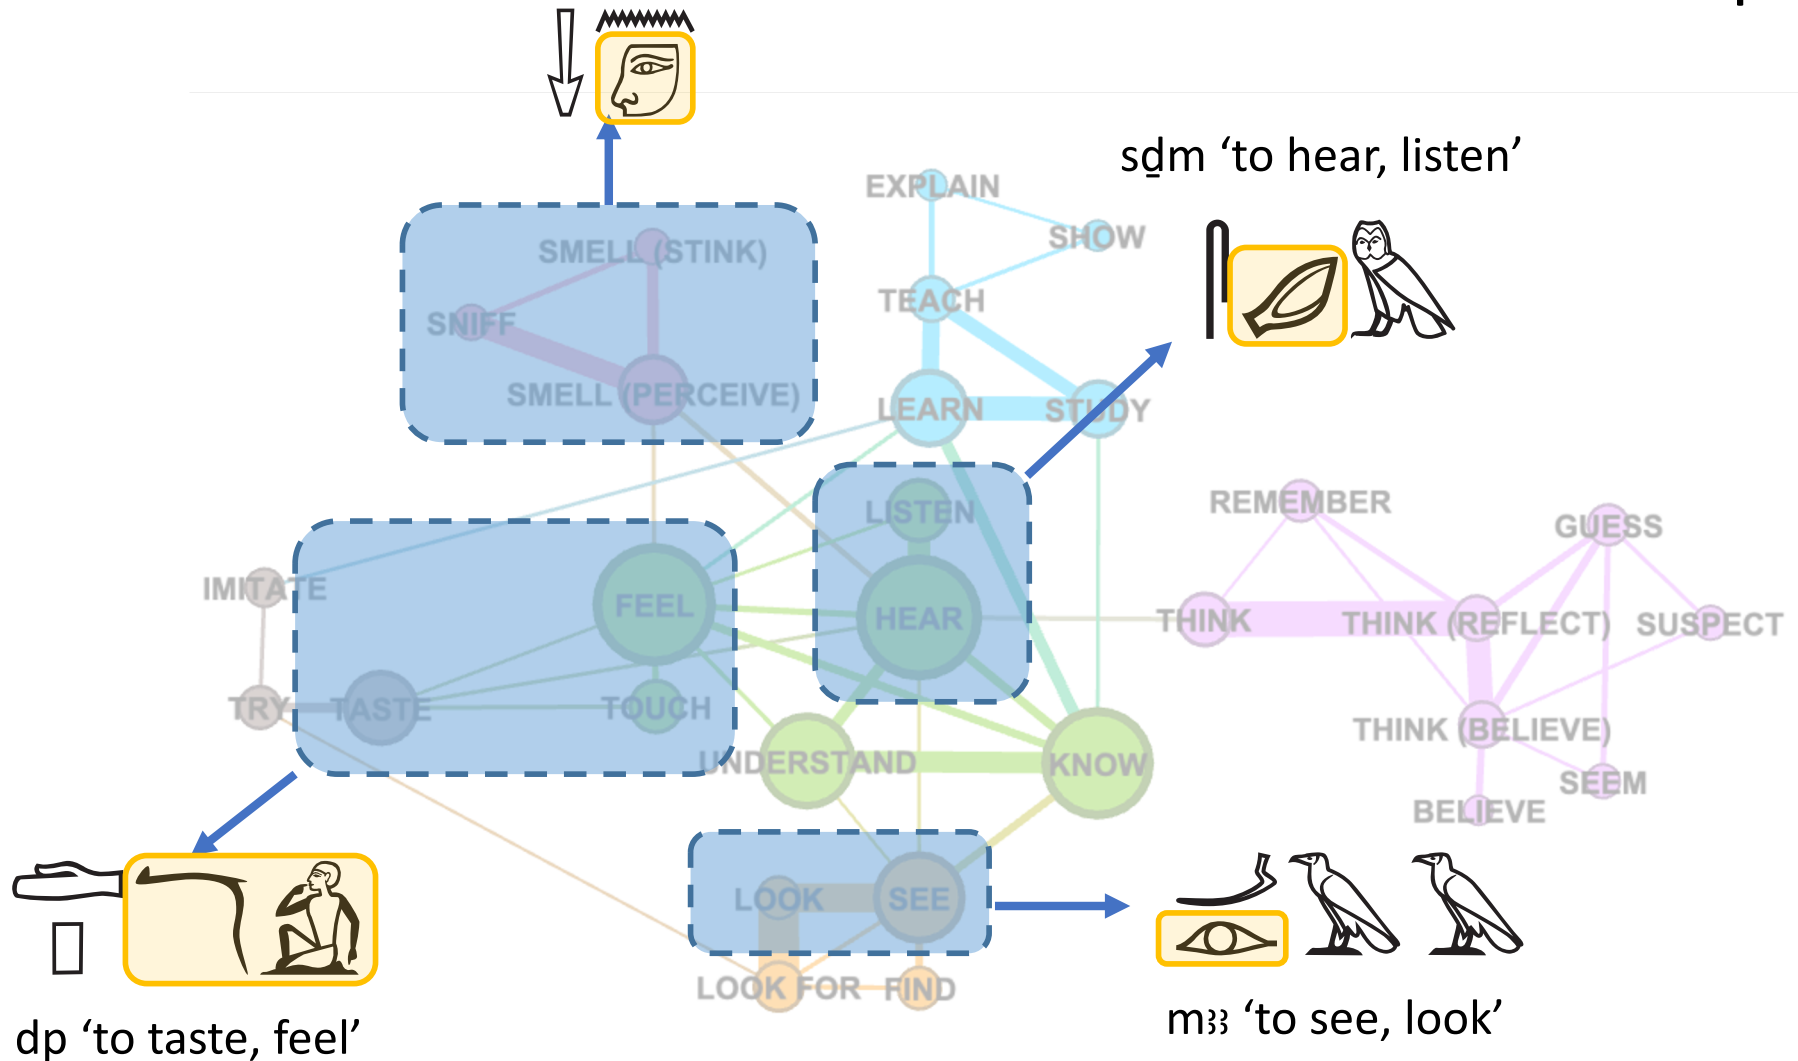 sḏm ‘to hear, listen’
EXPLAIN
SHOW
SMELL (STINK)
TEACH
SNIFF
SMELL (PERCEIVE)
LEARN
STUDY
REMEMBER
LISTEN
GUESS
IMITATE
FEEL
HEAR
THINK
THINK (REFLECT)
SUSPECT
TRY
TASTE
TOUCH
THINK (BELIEVE)
UNDERSTAND
KNOW
SEEM
BELIEVE
LOOK
SEE
LOOK FOR
FIND
mꜣꜣ ‘to see, look’
dp ‘to taste, feel’